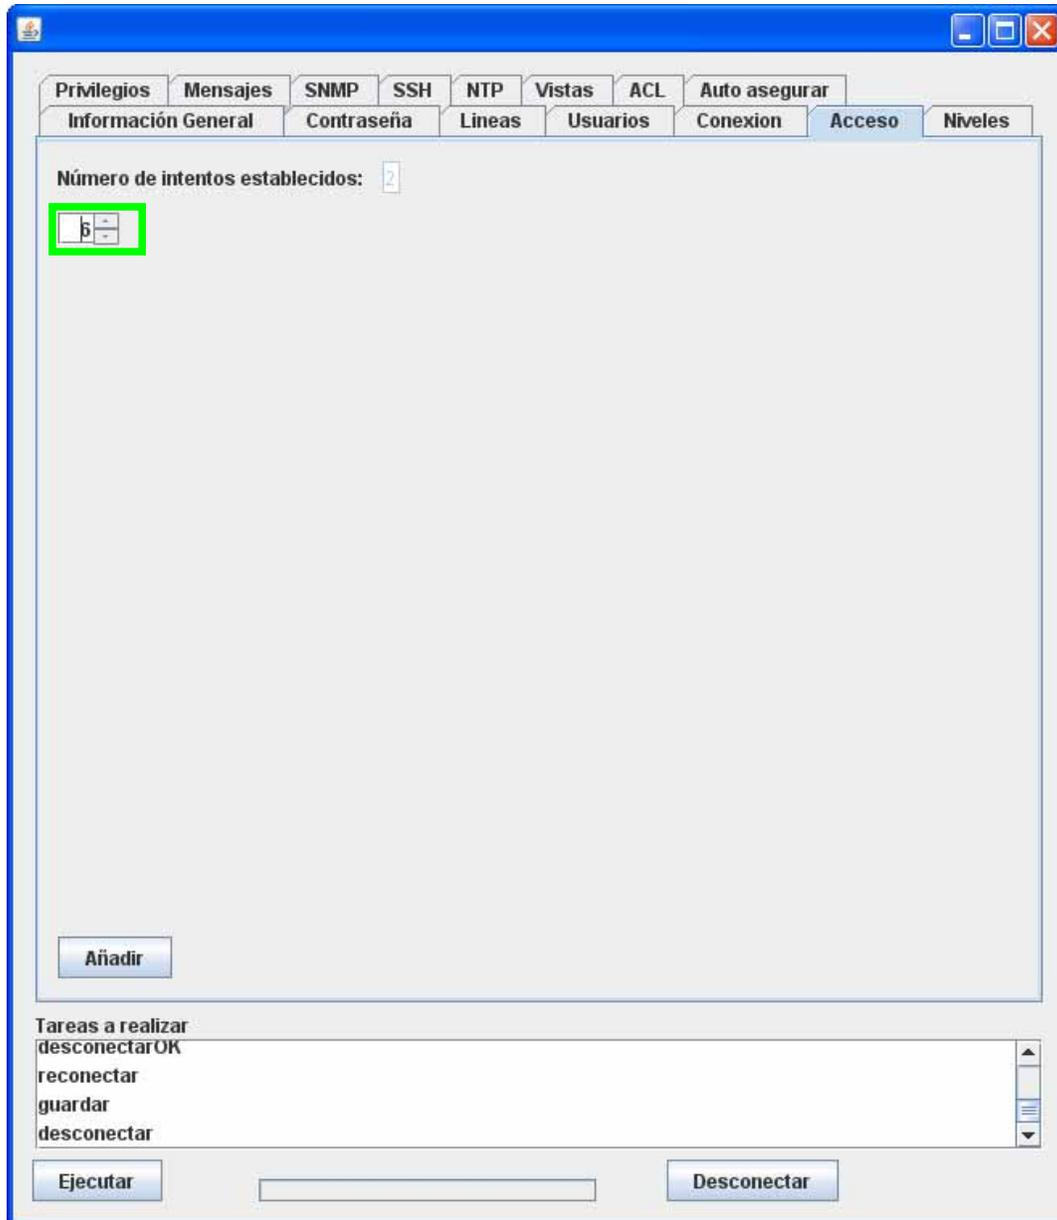 Privilegios Mensajes SNMP SSH NTP Vistas ACL Auto asegurar
Información General Contraseña Lineas Usuarios Conexion Acceso Niveles
Número de intentos establecidos: 2
6
Añadir
Tareas a realizar
desconectarOK
reconectar
guardar
desconectar
Ejecutar Desconectar